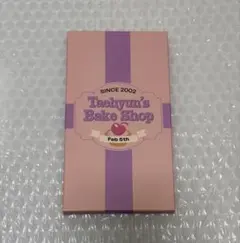 SINCE 2002
Taehyun's
Bake Shop
Feb 5th